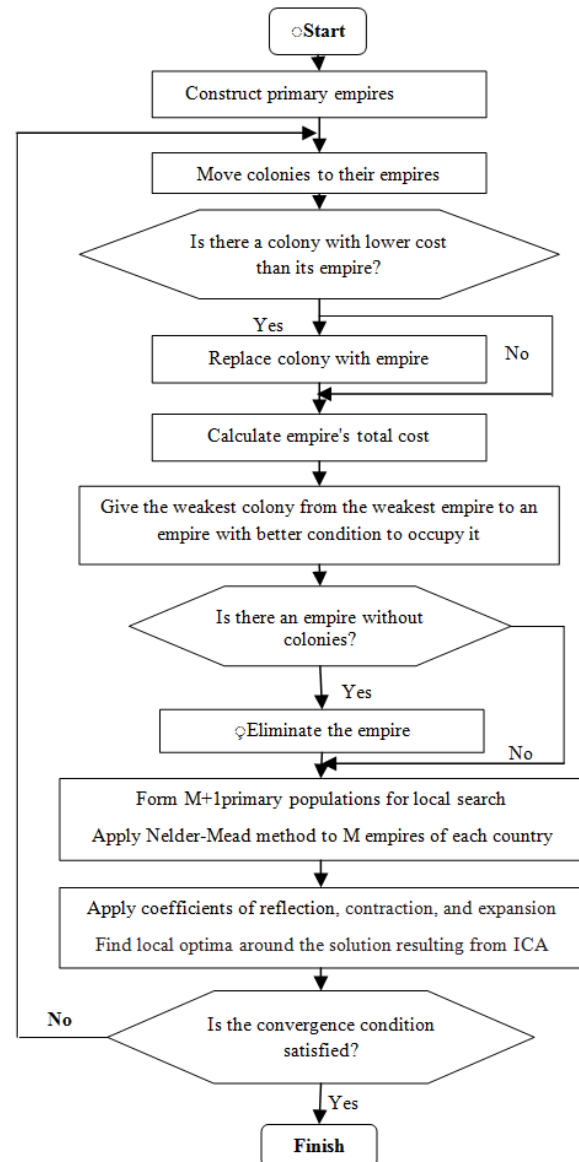 Start
Construct primary empires
Move colonies to their empires
Is there a colony with lower cost
than its empire?
Yes
No
Replace colony with empire
Calculate empire's total cost
Give the weakest colony from the weakest empire to an
empire with better condition to occupy it
Is there an empire without
colonies?
Yes
Eliminate the empire
No
Form M+1primary populations for local search
Apply Nelder-Mead method to M empires of each country
Apply coefficients of reflection, contraction, and expansion
Find local optima around the solution resulting from ICA
No
Is the convergence condition
satisfied?
Yes
Finish